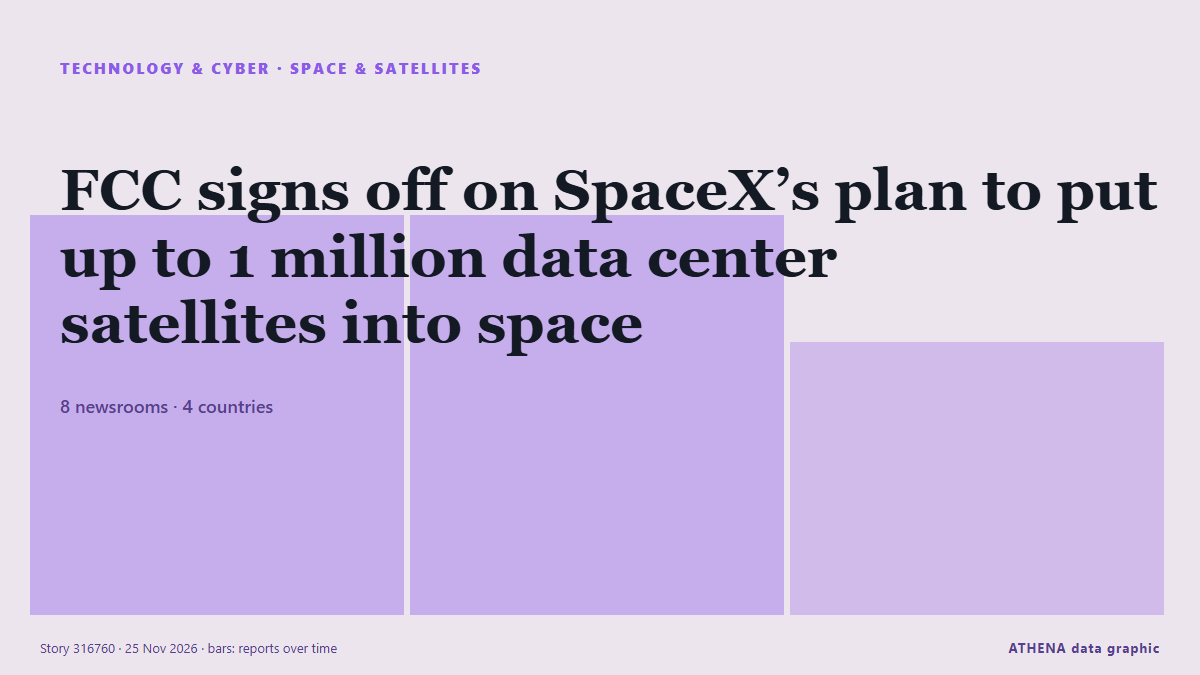 TECHNOLOGY & CYBER · SPACE & SATELLITES
FCC signs off on SpaceX’s plan to put
up to 1 million data center
satellites into space
8 newsrooms · 4 countries
Story 316760 · 25 Nov 2026 · bars: reports over time
ATHENA data graphic